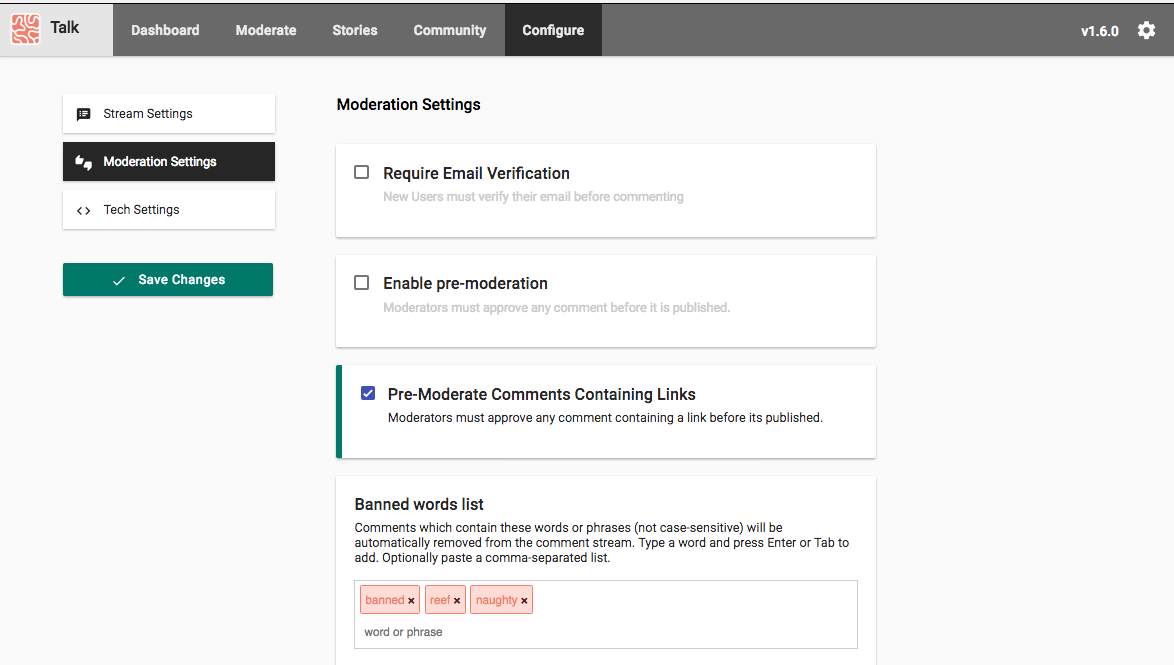 Talk
Dashboard
Moderate
Stories
Community
Configure
v1.6.0
Stream Settings
Moderation Settings
Tech Settings
Save Changes
Moderation Settings
Require Email Verification
New Users must verify their email before commenting
Enable pre-moderation
Moderators must approve any comment before it is published.
Pre-Moderate Comments Containing Links
Moderators must approve any comment containing a link before its published.
Banned words list
Comments which contain these words or phrases (not case-sensitive) will be
automatically removed from the comment stream. Type a word and press Enter or Tab to
add. Optionally paste a comma-separated list.
banned × reef × naughty ×
word or phrase